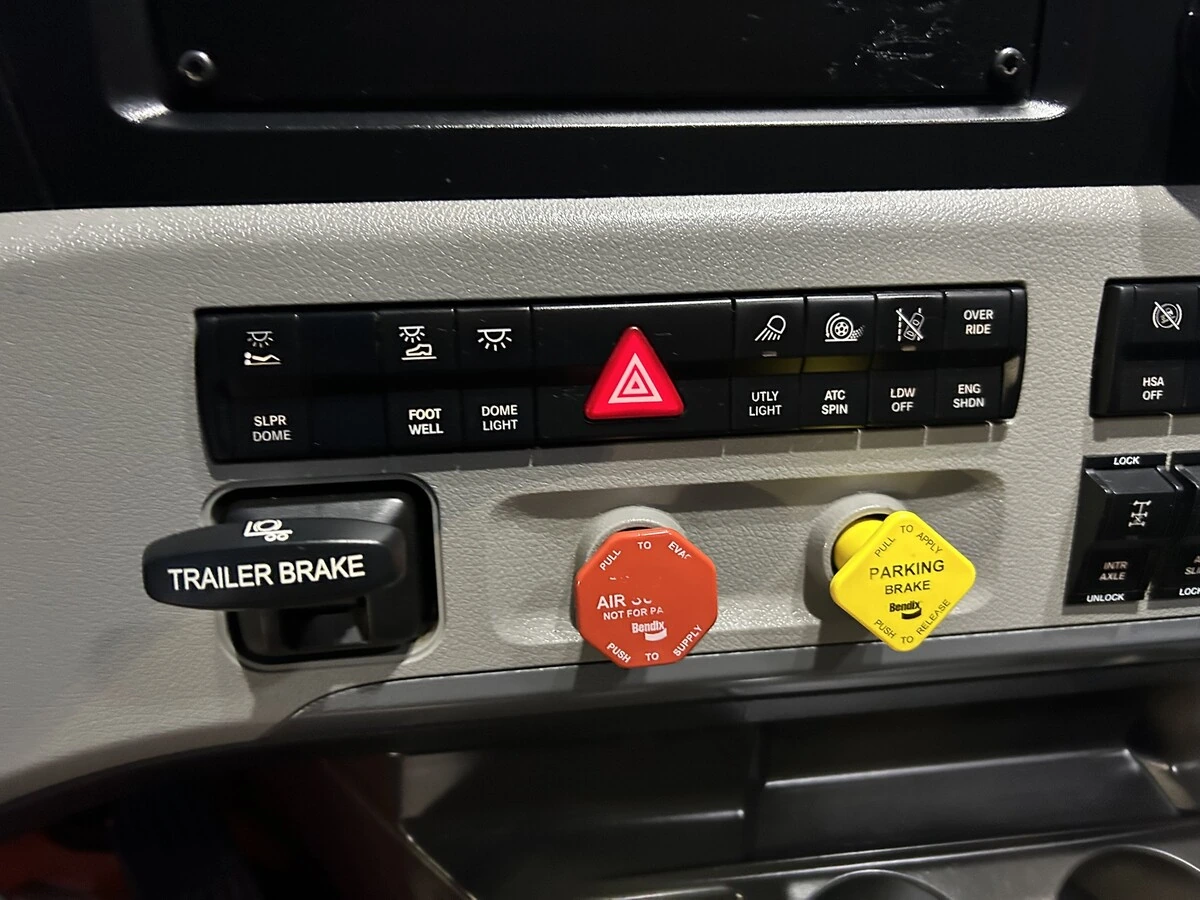 OVER
RIDE
SLPR
DOME
FOOT
WELL
DOME
LIGHT
UTLY
LIGHT
ATC
SPIN
LDW
OFF
ENG
SHDN
HSA
OFF
TRAILER BRAKE
PULL TO
AIR
NOT FOR
Bendix
PUSH TO SUPPLY
PULL TO APPLY
PARKING
BRAKE
Bendix
PUSH TO RELEASE
LOCK
INTR
AXLE
UNLOCK
LOCK